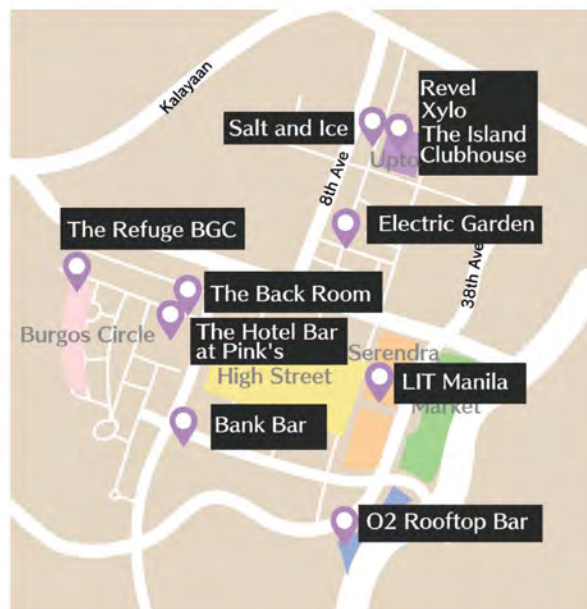 Kalayaan
Revel
Xylo
The Island
Clubhouse
Salt and Ice
Upto
8th Ave
Electric Garden
The Refuge BGC
38th Ave
The Back Room
Burgos Circle
The Hotel Bar
at Pink's
Serendra
High Street
LIT Manila
Market
Bank Bar
O2 Rooftop Bar